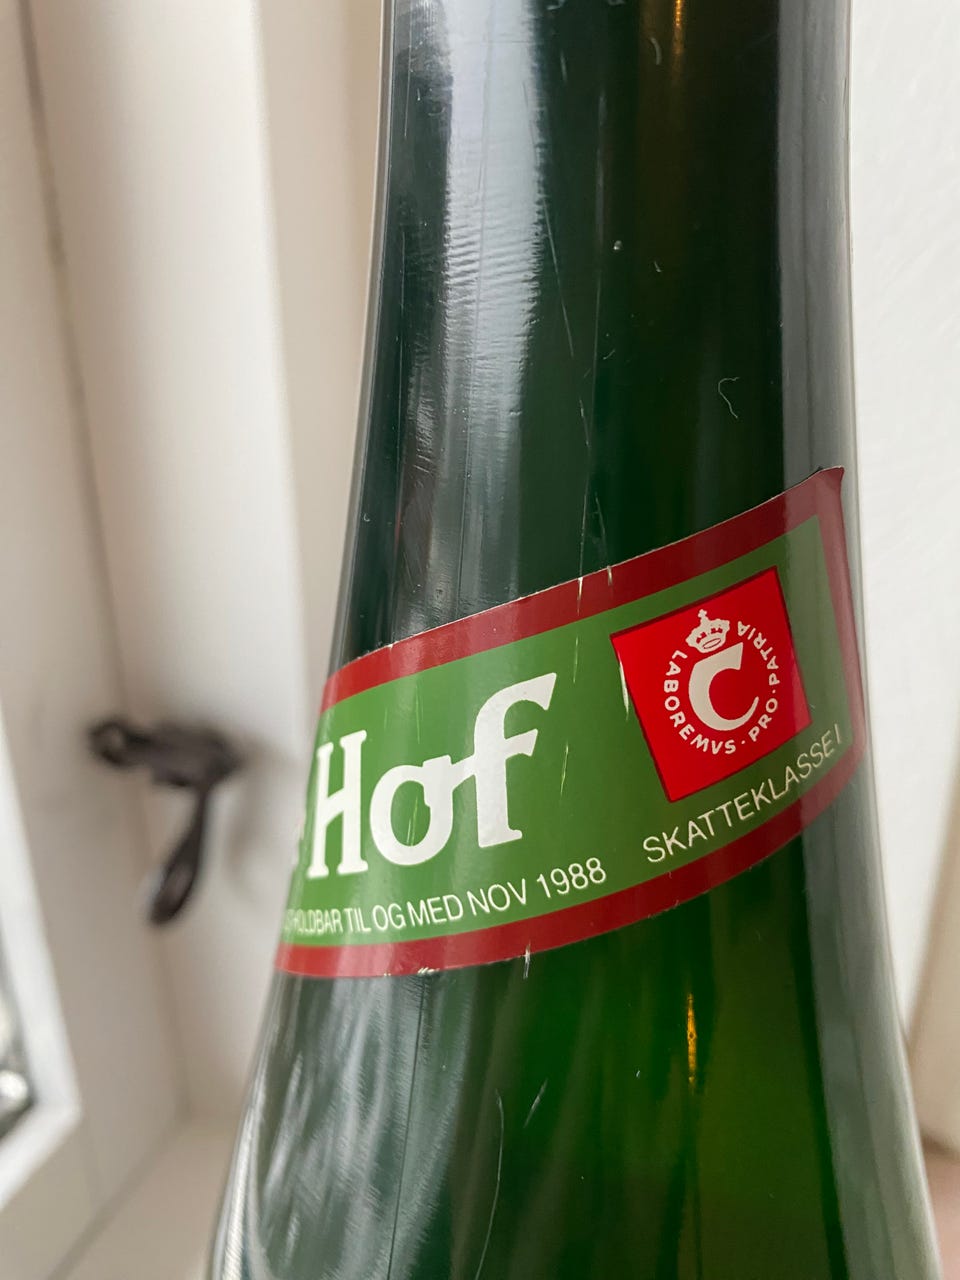 Hof
HOLDBAR TIL OG MED NOV 1988
LABOREMVS · PRO · PATRIA
C
SKATTEKLASSE I